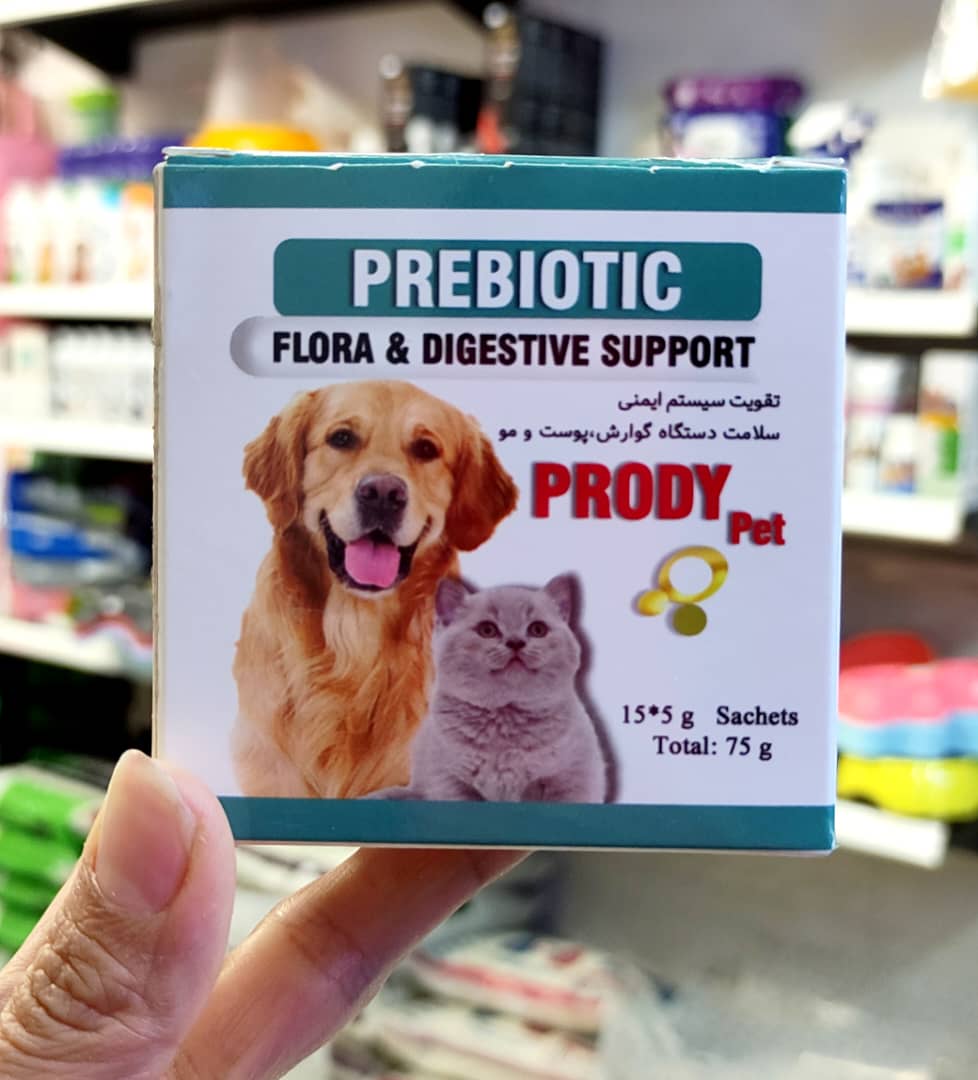 PREBIOTIC
FLORA & DIGESTIVE SUPPORT
تقویت سیستم ایمنی
سلامت دستگاه گوارش،پوست و مو
PRODY
Pet
15*5 g Sachets
Total: 75 g